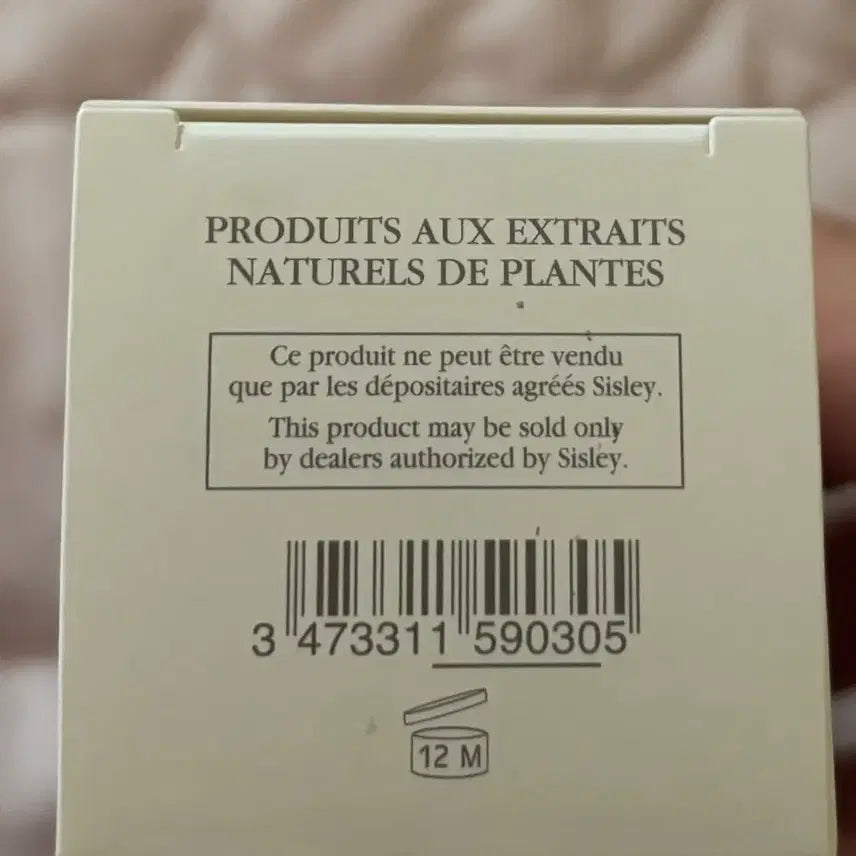 PRODUITS AUX EXTRAITS
NATURELS DE PLANTES
Ce produit ne peut être vendu
que par les dépositaires agréés Sisley.
This product may be sold only
by dealers authorized by Sisley.
3 473311 590305
12 M